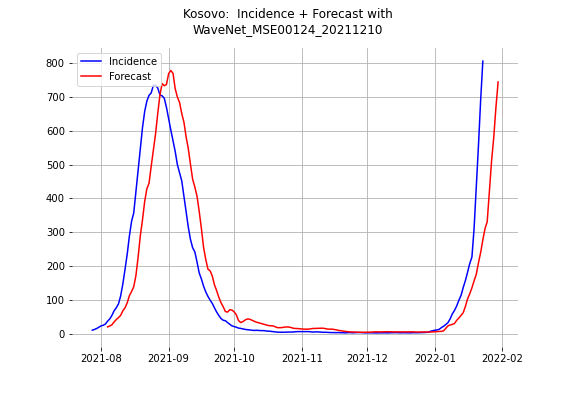 Kosovo:  Incidence + Forecast with
WaveNet_MSE00124_20211210
Incidence
Forecast
800
700
600
500
400
300
200
100
0
2021-08 2021-09 2021-10 2021-11 2021-12 2022-01 2022-02